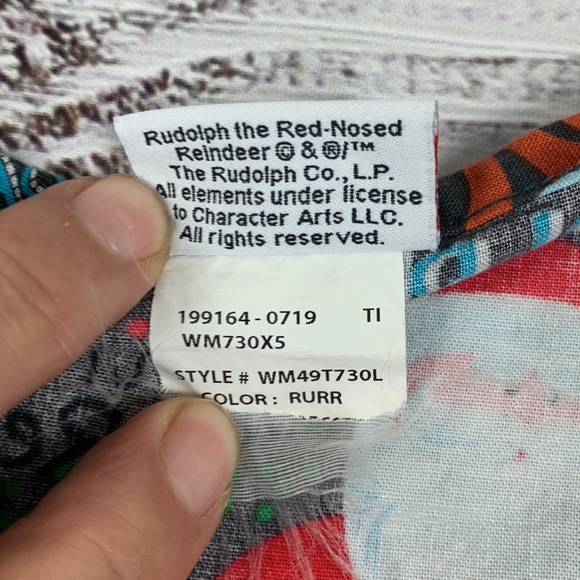 Rudolph the Red-Nosed
Reindeer © & ®/™
The Rudolph Co., L.P.
All elements under license
to Character Arts LLC.
All rights reserved.
199164-0719 TI
WM730X5
STYLE # WM49T730L
COLOR: RURR